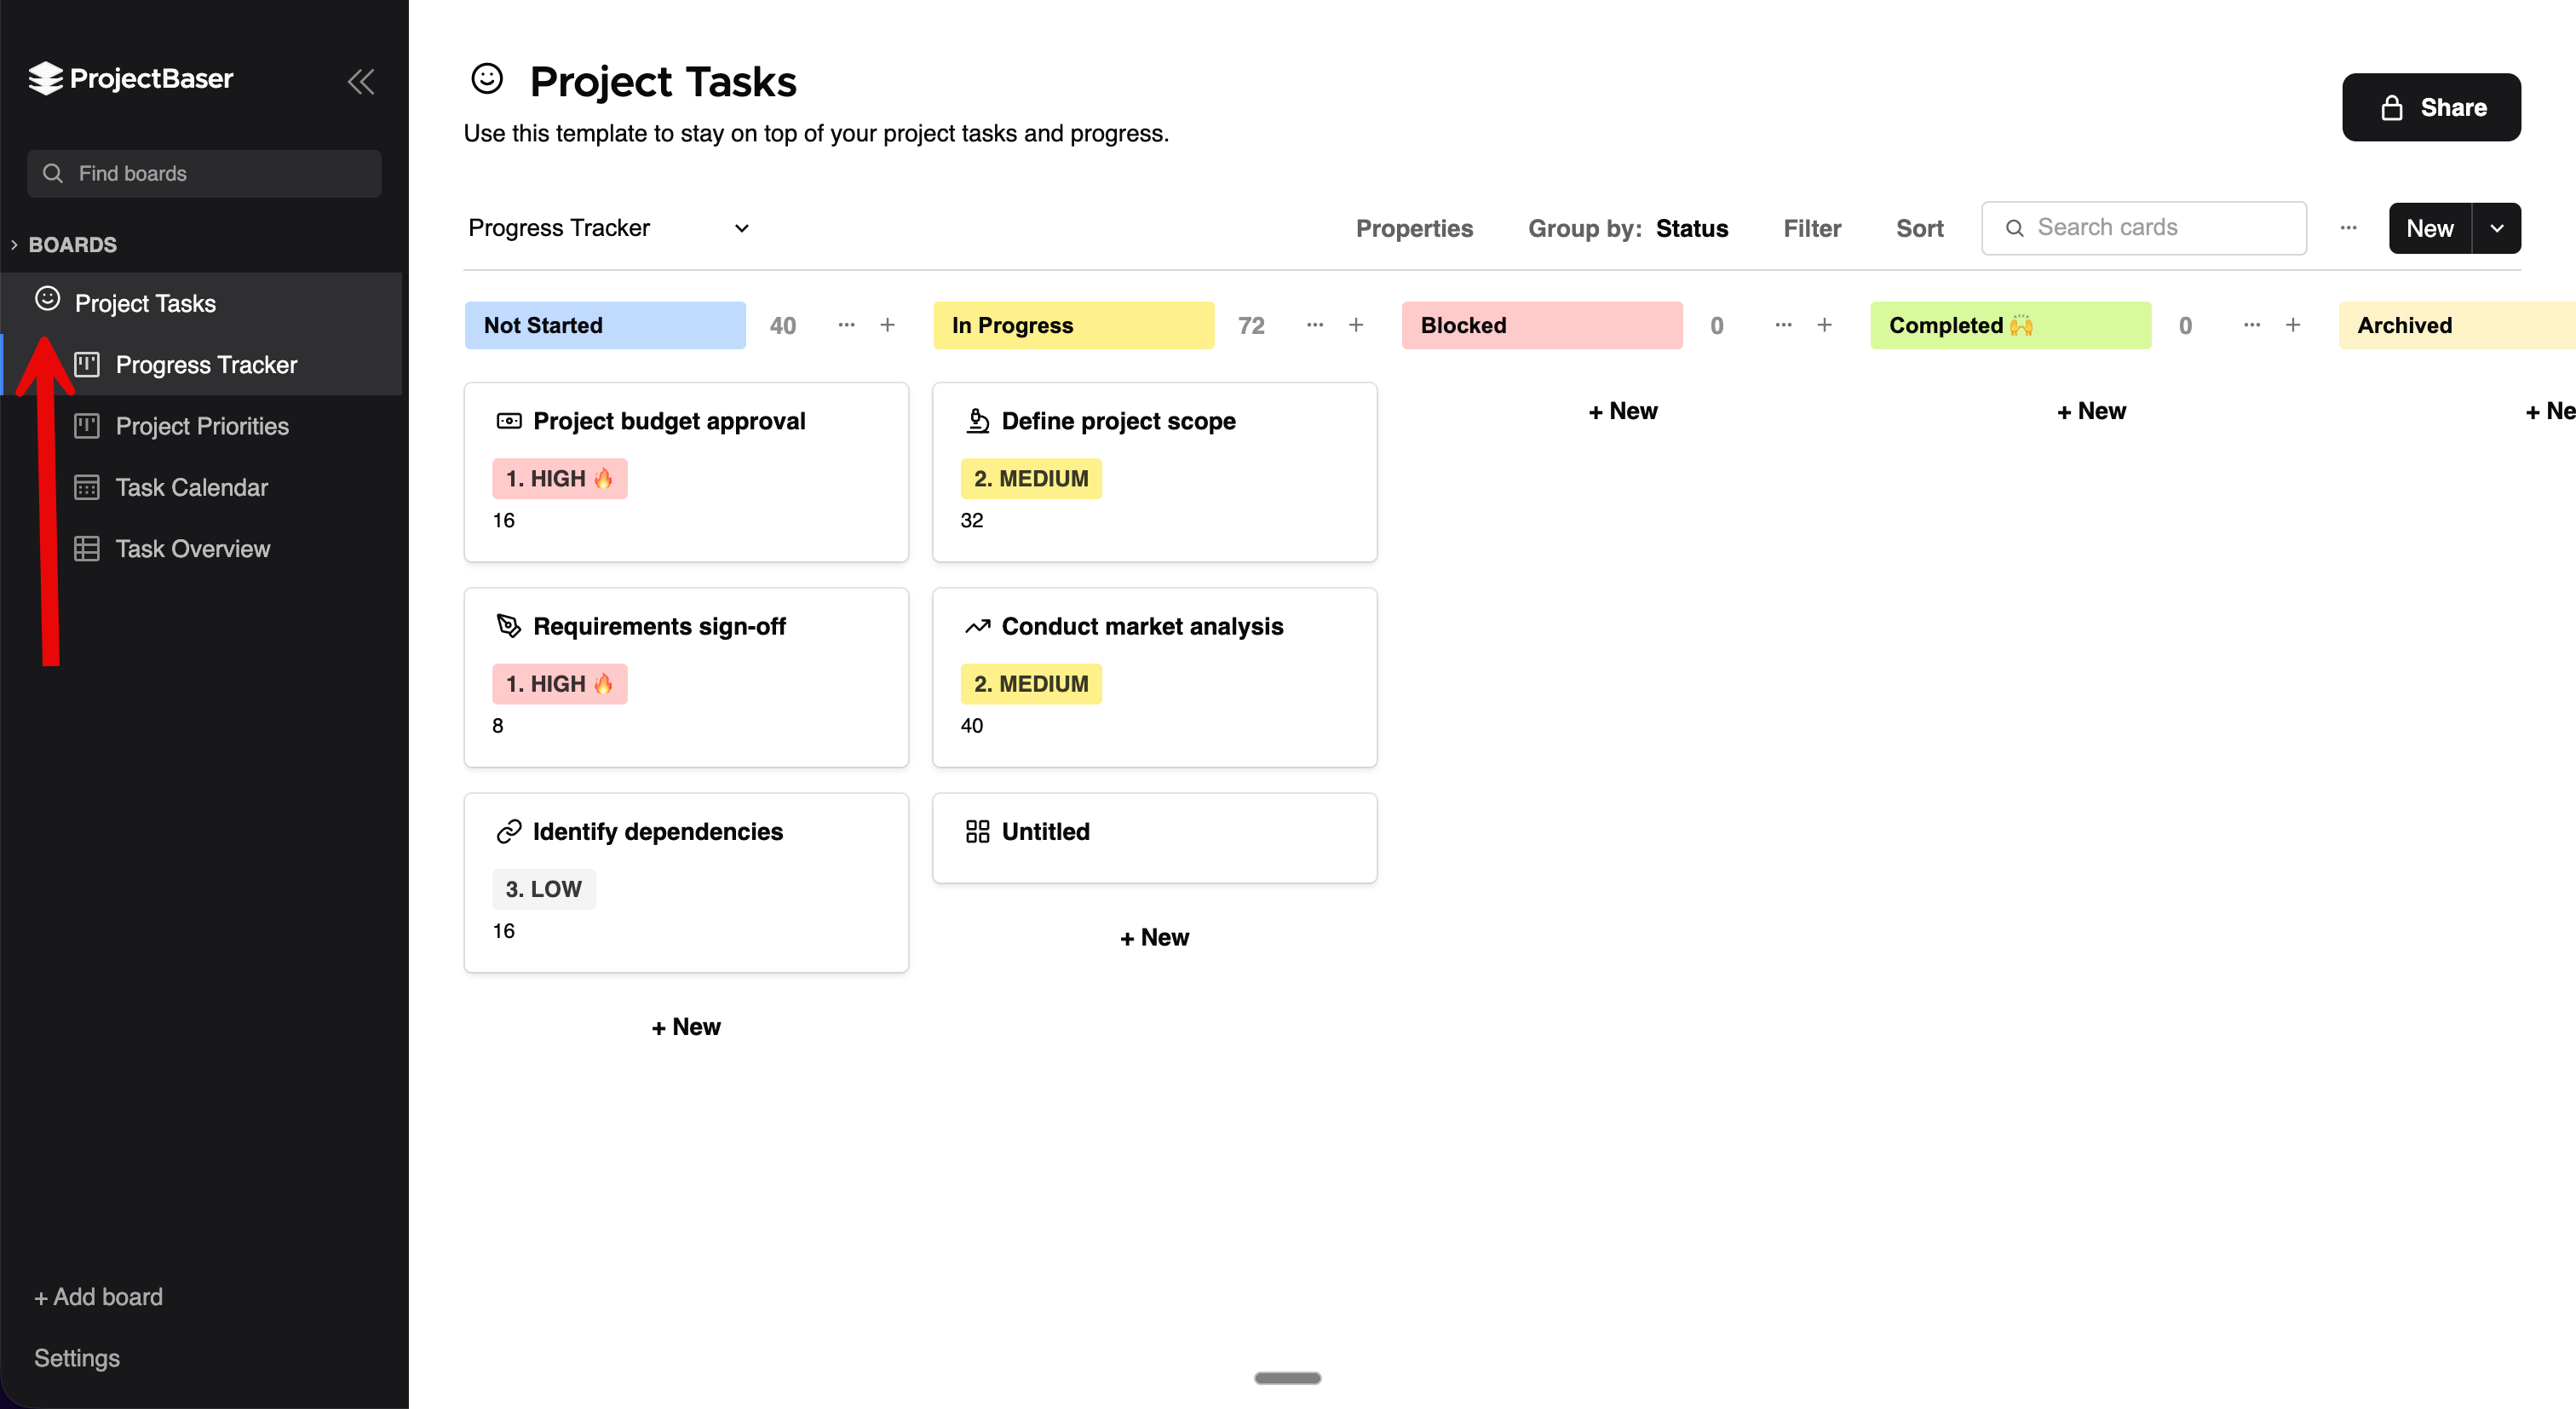 ProjectBaser
Find boards
BOARDS
Project Tasks
Progress Tracker
Project Priorities
Task Calendar
Task Overview
+ Add board
Settings
Project Tasks
Use this template to stay on top of your project tasks and progress.
Share
Progress Tracker
Properties
Group by: Status
Filter
Sort
Search cards
New
Not Started 40
Project budget approval
1. HIGH 🔥
16
Requirements sign-off
1. HIGH 🔥
8
Identify dependencies
3. LOW
16
+ New
In Progress 72
Define project scope
2. MEDIUM
32
Conduct market analysis
2. MEDIUM
40
Untitled
+ New
Blocked 0
+ New
Completed 🙌 0
+ New
Archived
+ Ne